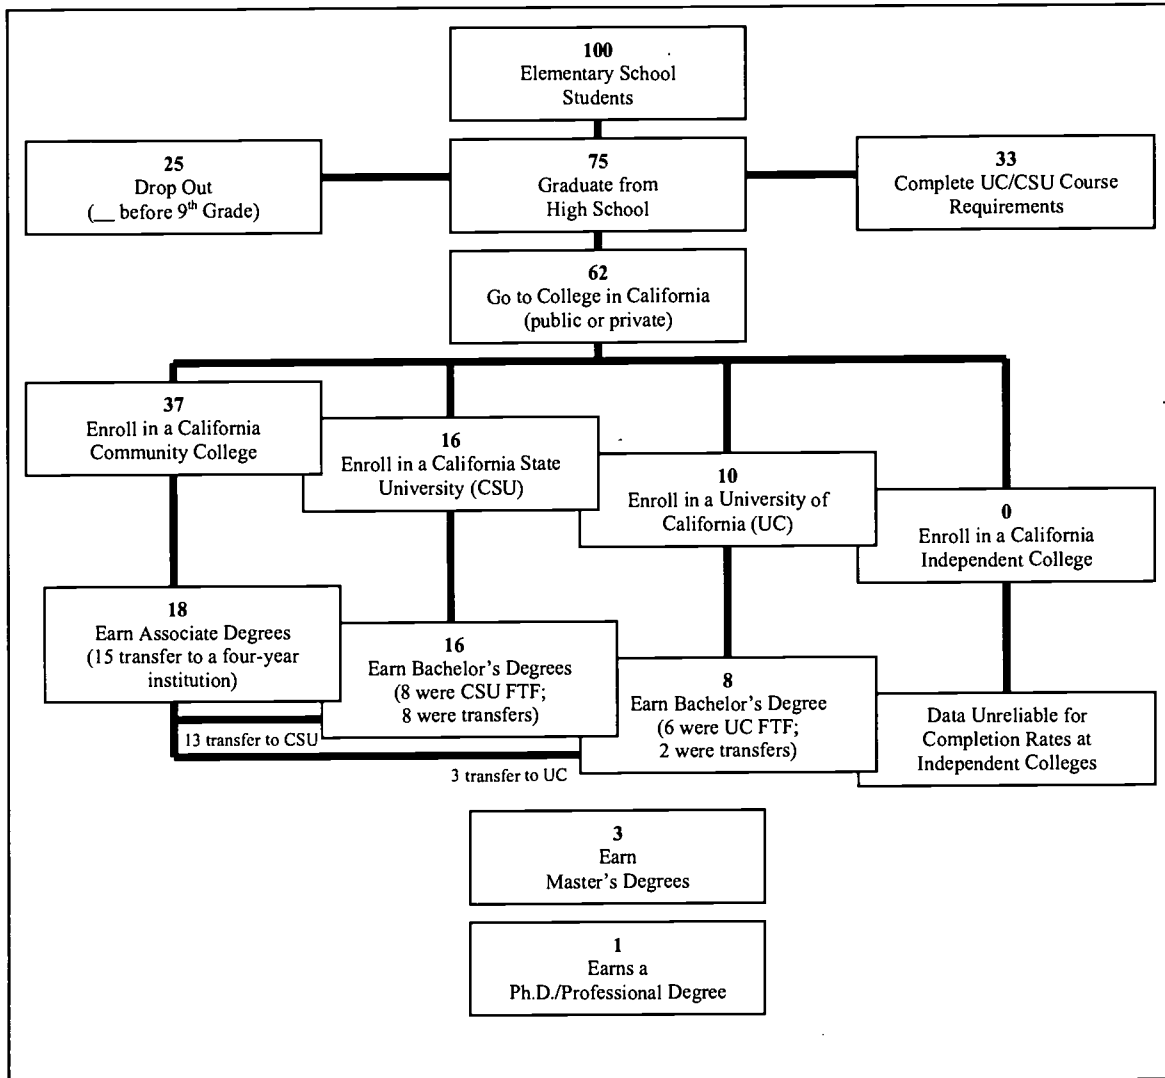 100
Elementary School
Students
25
Drop Out
(__ before 9th Grade)
75
Graduate from
High School
33
Complete UC/CSU Course
Requirements
62
Go to College in California
(public or private)
37
Enroll in a California
Community College
16
Enroll in a California State
University (CSU)
10
Enroll in a University of
California (UC)
0
Enroll in a California
Independent College
18
Earn Associate Degrees
(15 transfer to a four-year
institution)
16
Earn Bachelor's Degrees
(8 were CSU FTF;
8 were transfers)
8
Earn Bachelor's Degree
(6 were UC FTF;
2 were transfers)
Data Unreliable for
Completion Rates at
Independent Colleges
13 transfer to CSU
3 transfer to UC
3
Earn
Master's Degrees
1
Earns a
Ph.D./Professional Degree